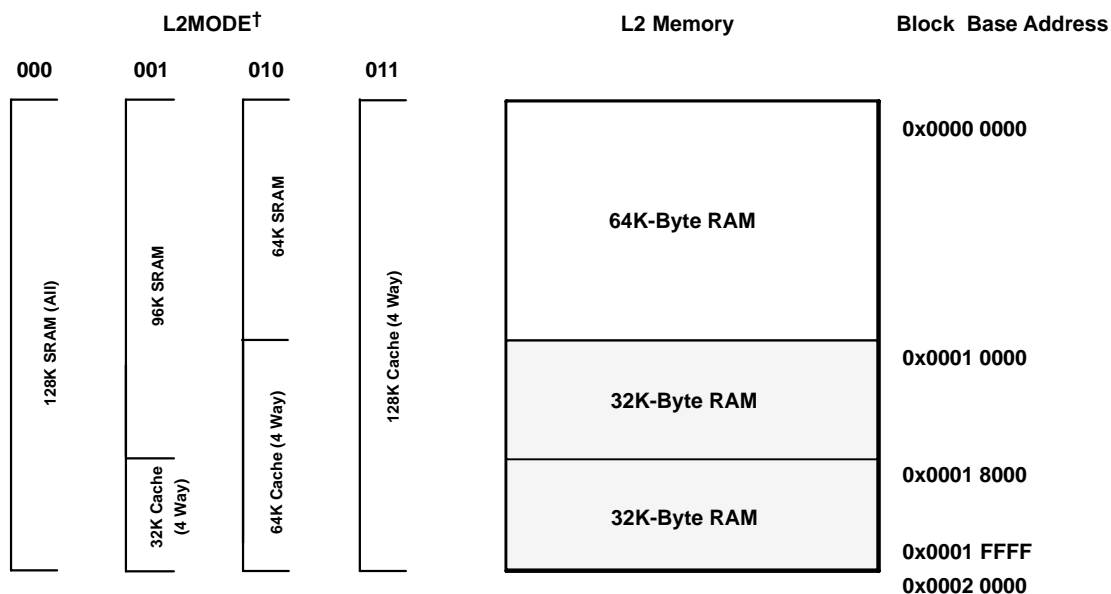 L2MODE† L2 Memory Block Base Address
000 001 010 011
128K SRAM (All)
96K SRAM
32K Cache
(4 Way)
64K SRAM
64K Cache (4 Way)
128K Cache (4 Way)
64K-Byte RAM
32K-Byte RAM
32K-Byte RAM
0x0000 0000
0x0001 0000
0x0001 8000
0x0001 FFFF
0x0002 0000